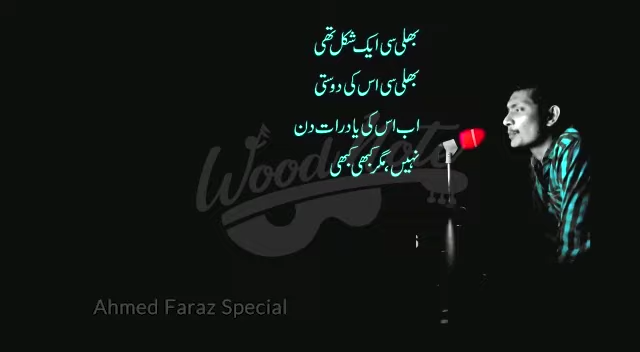 بھلی سی ایک شکل تھی
بھلی سی اس کی دوستی
اب اس کی یاد رات دن
نہیں، مگر کبھی کبھی
Woodnote
Ahmed Faraz Special